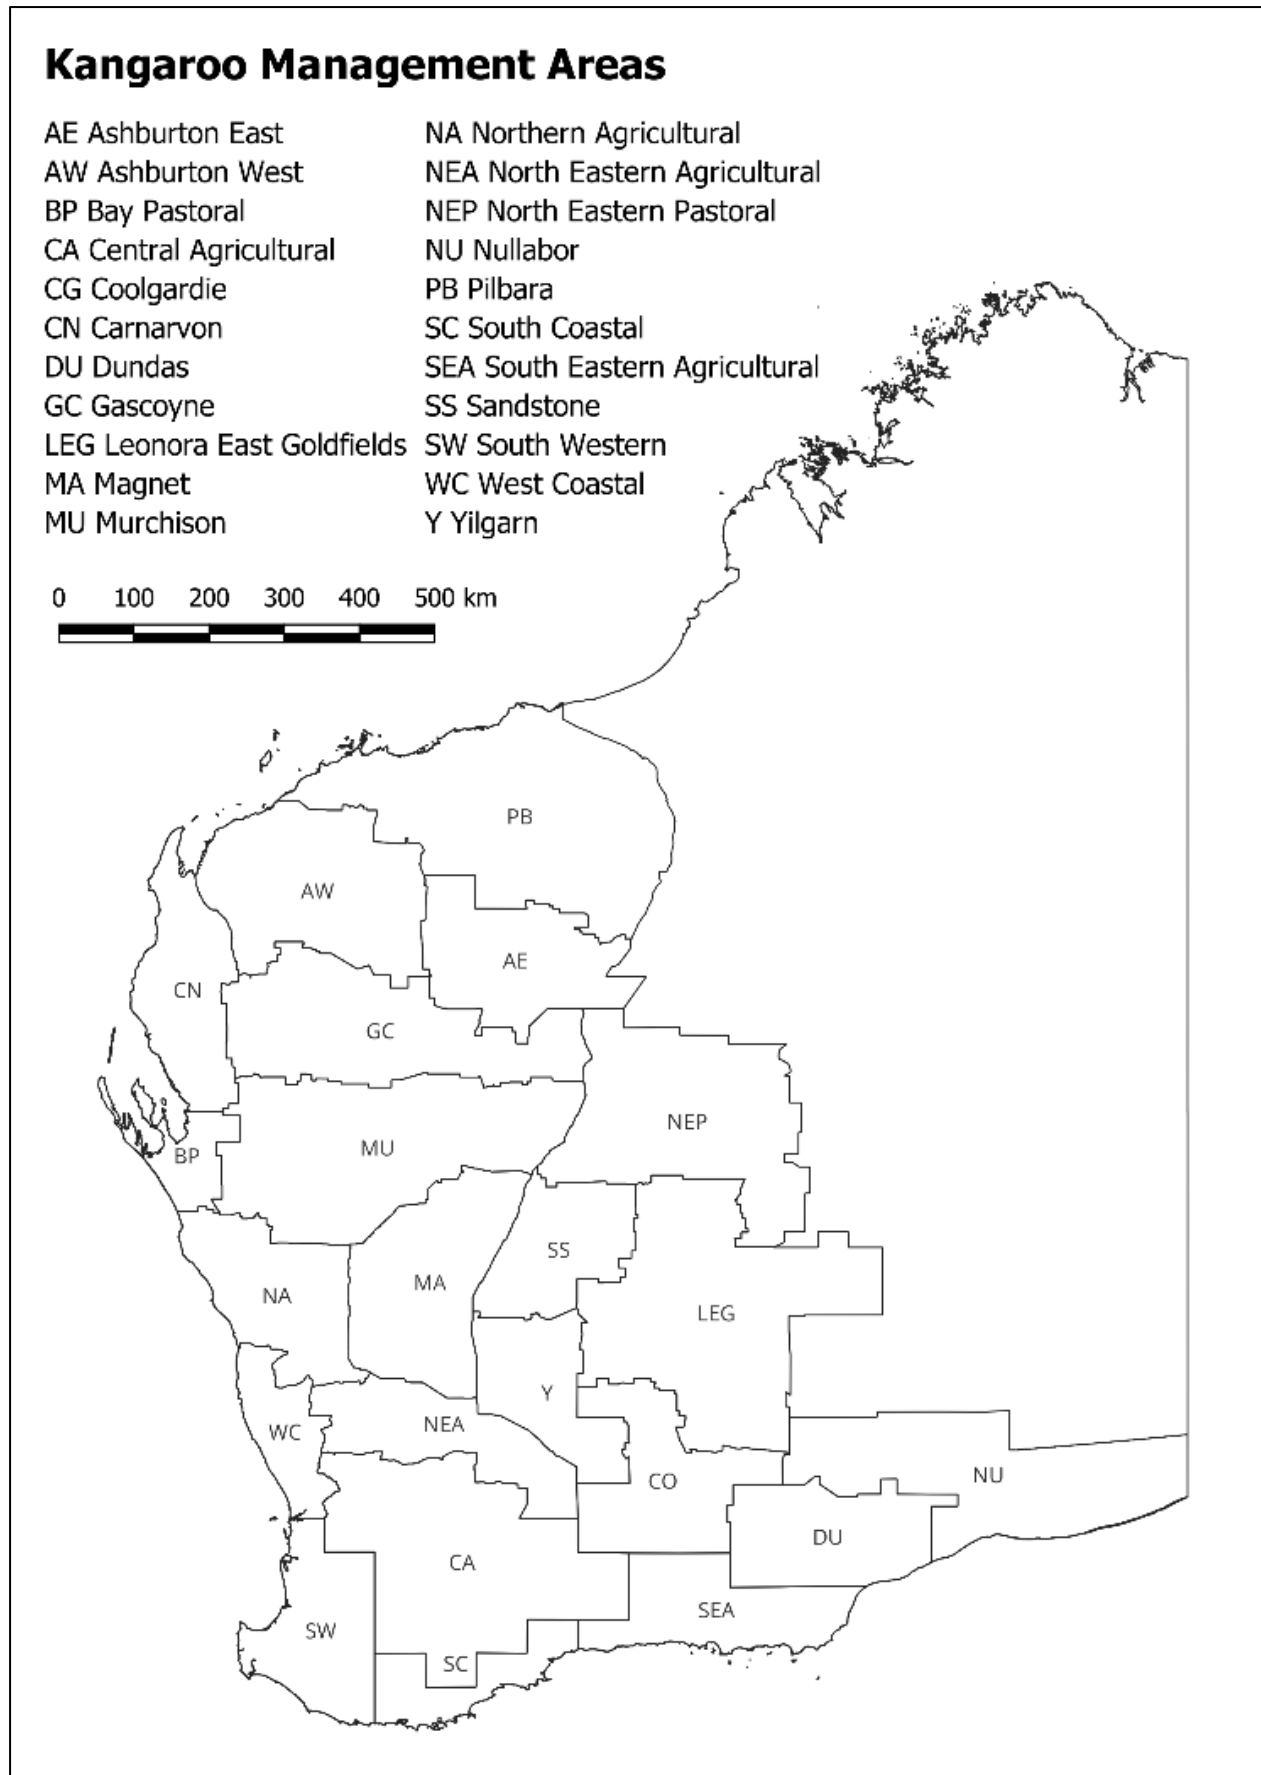 Kangaroo Management Areas
AE Ashburton East
AW Ashburton West
BP Bay Pastoral
CA Central Agricultural
CG Coolgardie
CN Carnarvon
DU Dundas
GC Gascoyne
LEG Leonora East Goldfields
MA Magnet
MU Murchison
NA Northern Agricultural
NEA North Eastern Agricultural
NEP North Eastern Pastoral
NU Nullabor
PB Pilbara
SC South Coastal
SEA South Eastern Agricultural
SS Sandstone
SW South Western
WC West Coastal
Y Yilgarn
0 100 200 300 400 500 km
PB
AW
AE
CN
GC
NEP
MU
BP
SS
MA
NA
LEG
Y
NEA
WC
NU
CO
DU
CA
SEA
SW
SC